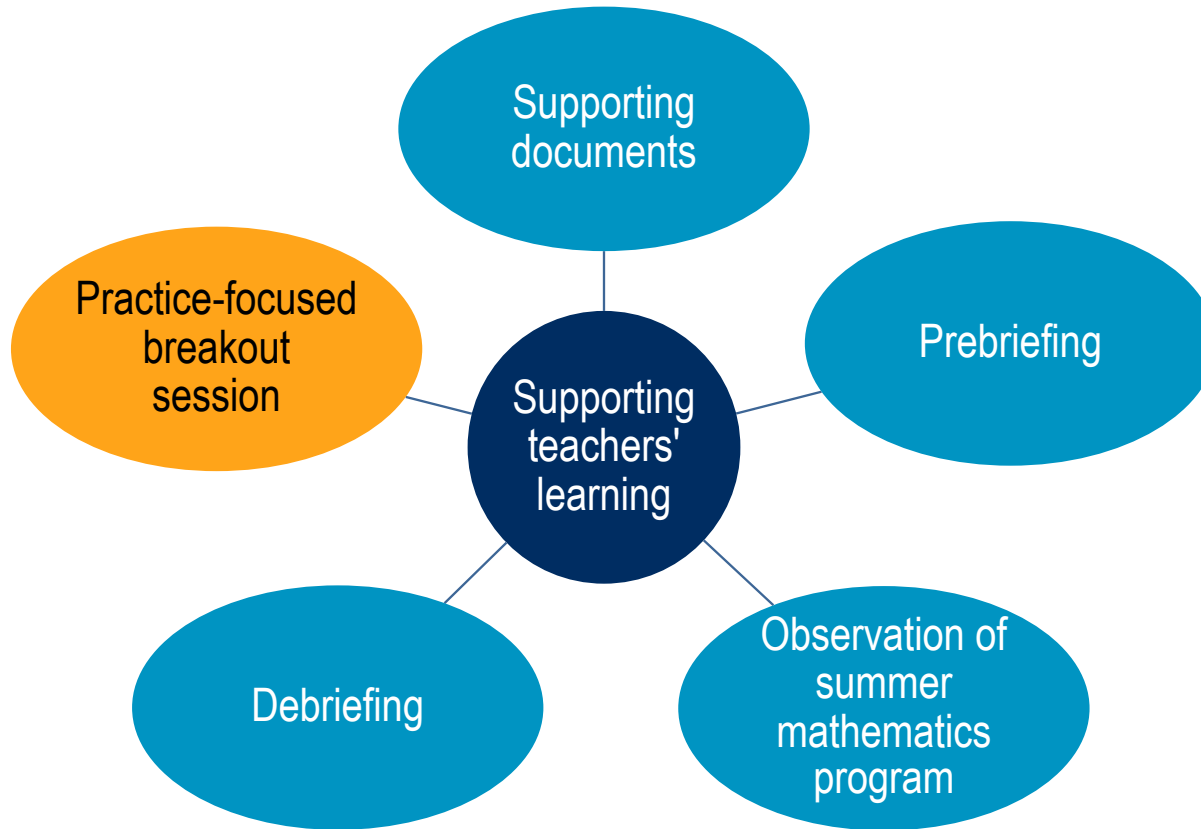 Supporting
documents
Prebriefing
Observation of
summer
mathematics
program
Debriefing
Practice-focused
breakout
session
Supporting
teachers'
learning